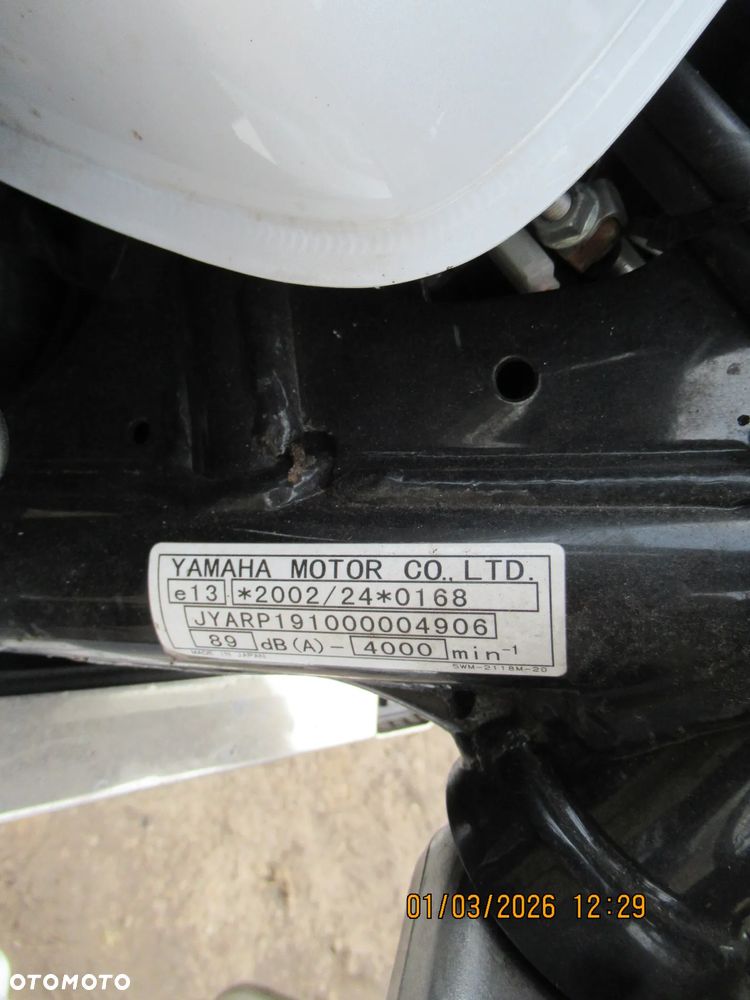 YAMAHA MOTOR CO., LTD.
e13 *2002/24*0168
JYARP191000004906
89 dB(A) - 4000 min⁻¹
MADE IN JAPAN 5WM-2118M-20
01/03/2026 12:29
OTOMOTO